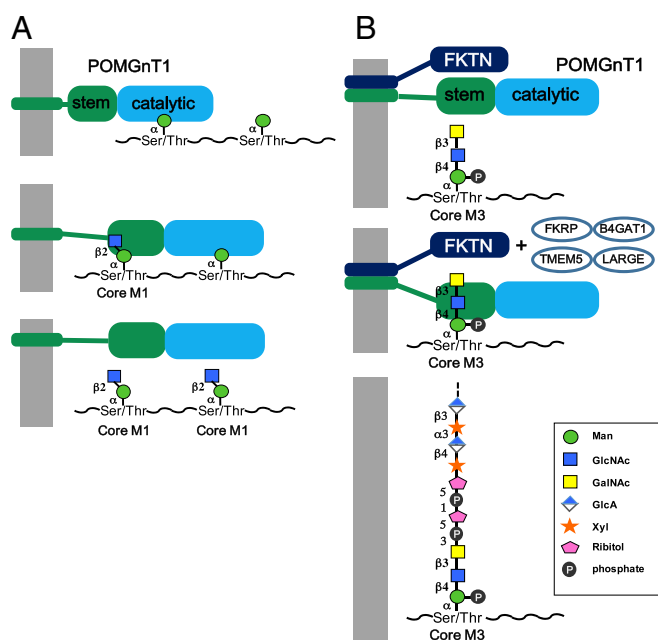 A
POMGnT1
stem
catalytic
α
Ser/Thr
Ser/Thr
β2
α
α
Ser/Thr
Ser/Thr
Core M1
β2
β2
α
α
Ser/Thr
Ser/Thr
Core M1
Core M1
B
FKTN
POMGnT1
stem
catalytic
β3
β4
P
α
Ser/Thr
Core M3
FKTN
+
FKRP
B4GAT1
TMEM5
LARGE
β3
β4
P
α
Ser/Thr
Core M3
β3
α3
β4
5
P
1
5
P
3
β3
β4
P
α
Ser/Thr
Core M3
Man
GlcNAc
GalNAc
GlcA
Xyl
Ribitol
P phosphate